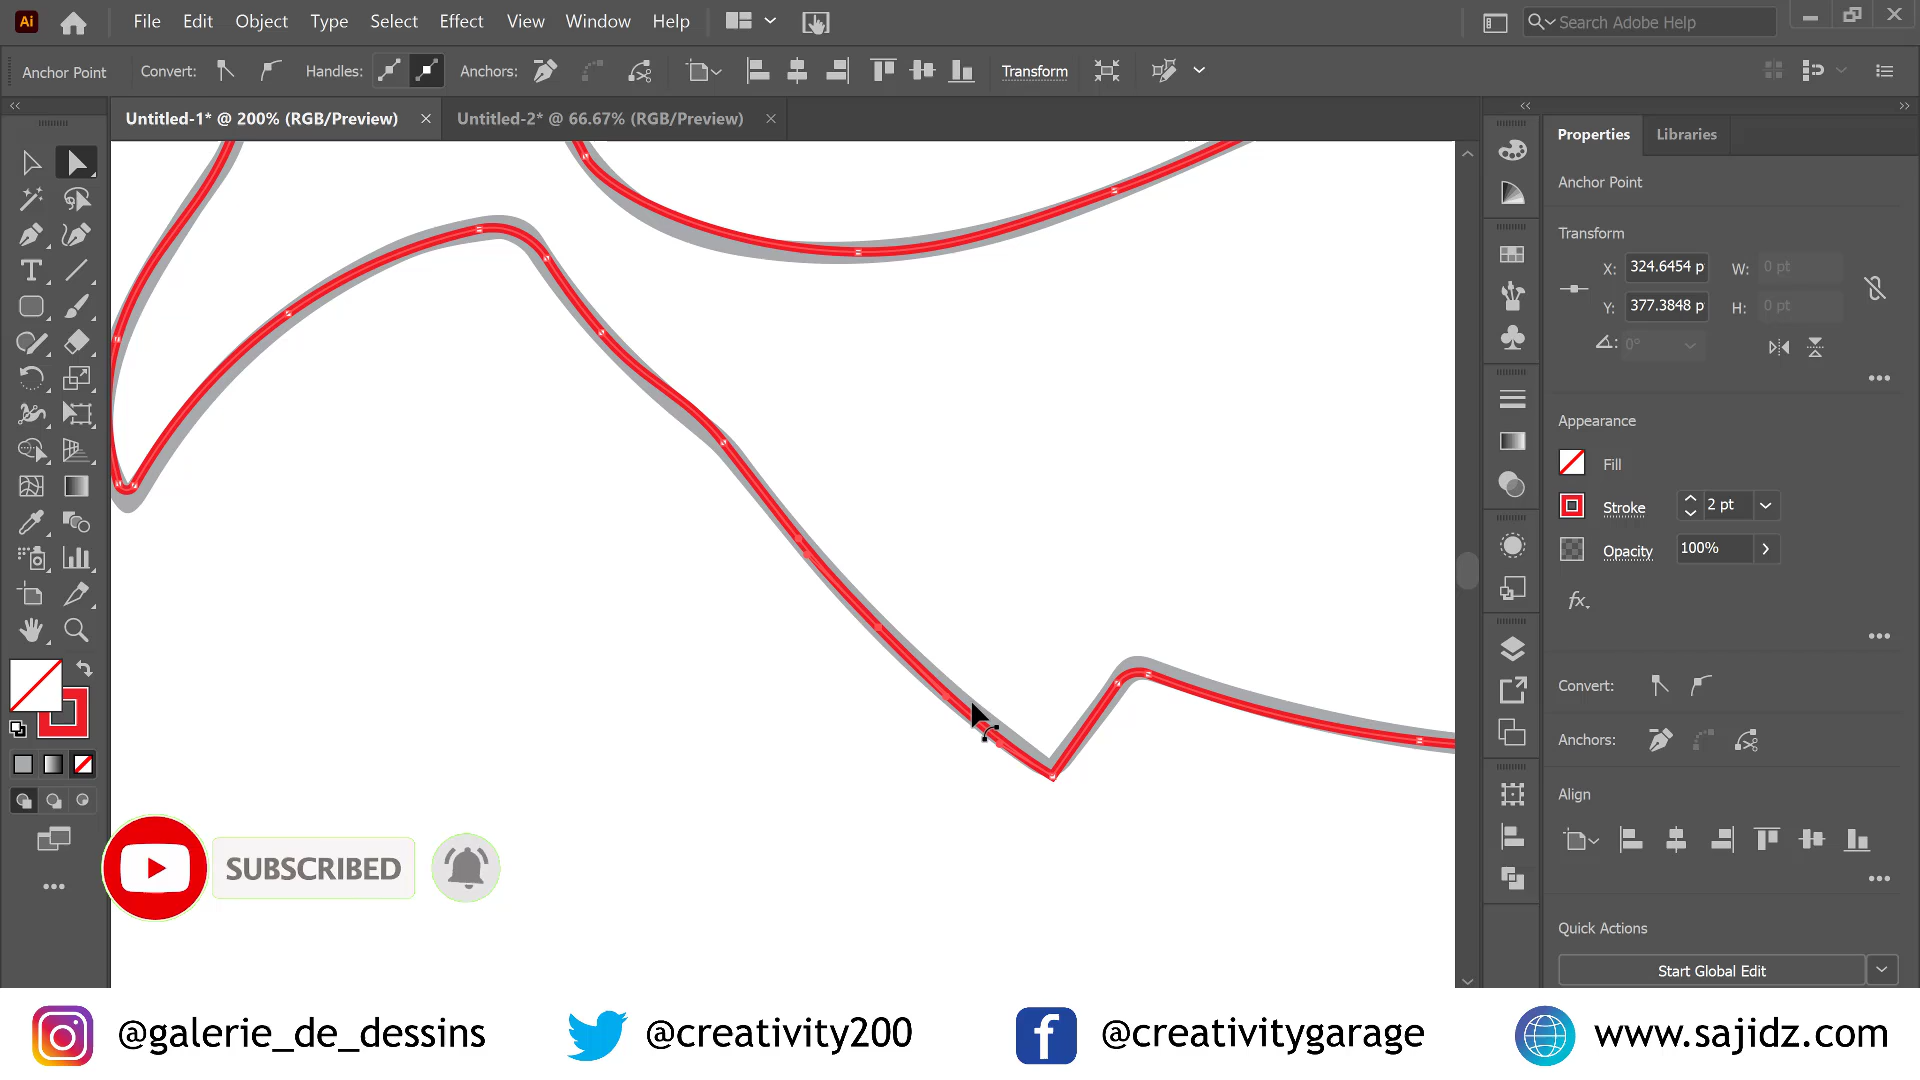 Ai File Edit Object Type Select Effect View Window Help Search Adobe Help
Anchor Point Convert: Handles: Anchors: Transform
Untitled-1* @ 200% (RGB/Preview) × Untitled-2* @ 66.67% (RGB/Preview) ×
Properties Libraries
Anchor Point
Transform
X: 324.6454 p W: 0 pt
Y: 377.3848 p H: 0 pt
0°
Appearance
Fill
Stroke 2 pt
Opacity 100%
fx
Convert:
Anchors:
Align
Quick Actions
Start Global Edit
SUBSCRIBED
@galerie_de_dessins @creativity200 @creativitygarage www.sajidz.com